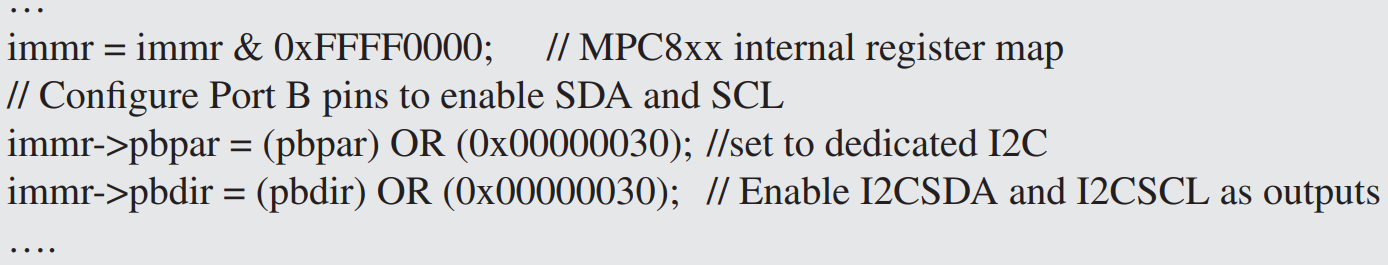 …
immr = immr & 0xFFFF0000; // MPC8xx internal register map
// Configure Port B pins to enable SDA and SCL
immr->pbpar = (pbpar) OR (0x00000030); //set to dedicated I2C
immr->pbdir = (pbdir) OR (0x00000030); // Enable I2CSDA and I2CSCL as outputs
….